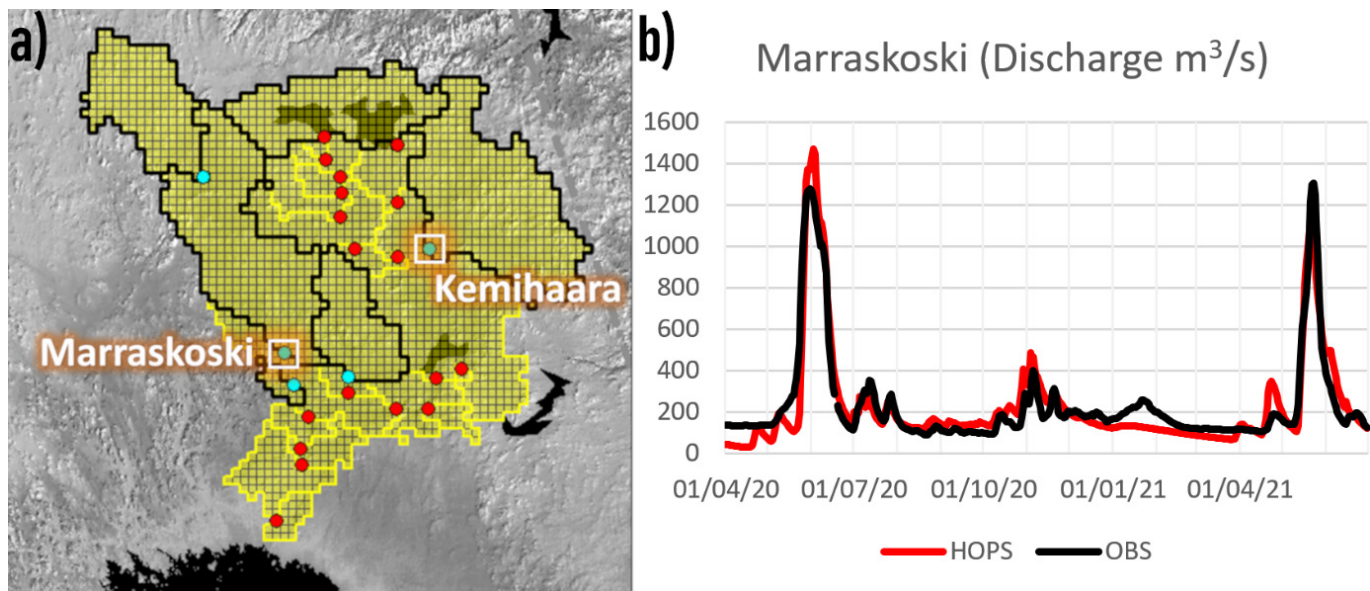 a)
Kemihaara
Marraskoski
b)
Marraskoski (Discharge m³/s)
1600
1400
1200
1000
800
600
400
200
0
01/04/20 01/07/20 01/10/20 01/01/21 01/04/21
HOPS OBS